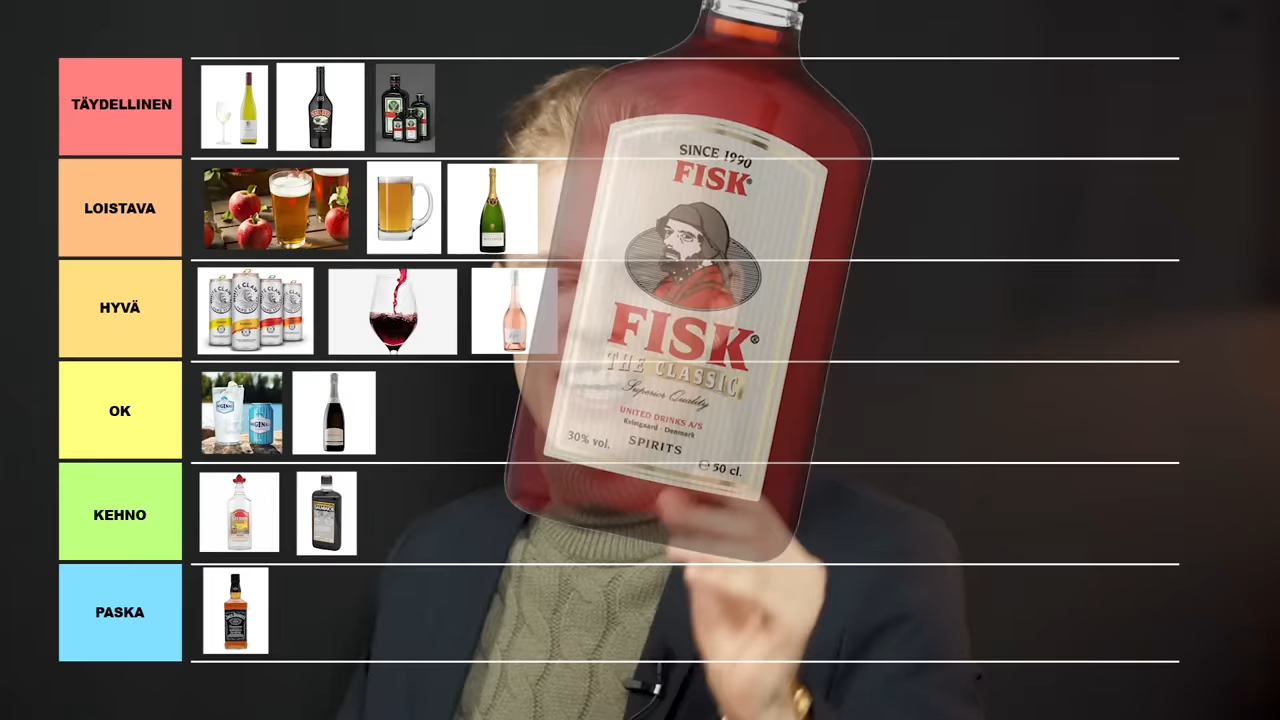 TÄYDELLINEN
LOISTAVA
HYVÄ
OK
KEHNO
PASKA
SINCE 1990
FISK®
FISK®
THE CLASSIC
Superior Quality
UNITED DRINKS A/S
Kvistgaard - Denmark
30% vol.
SPIRITS
℮ 50 cl.